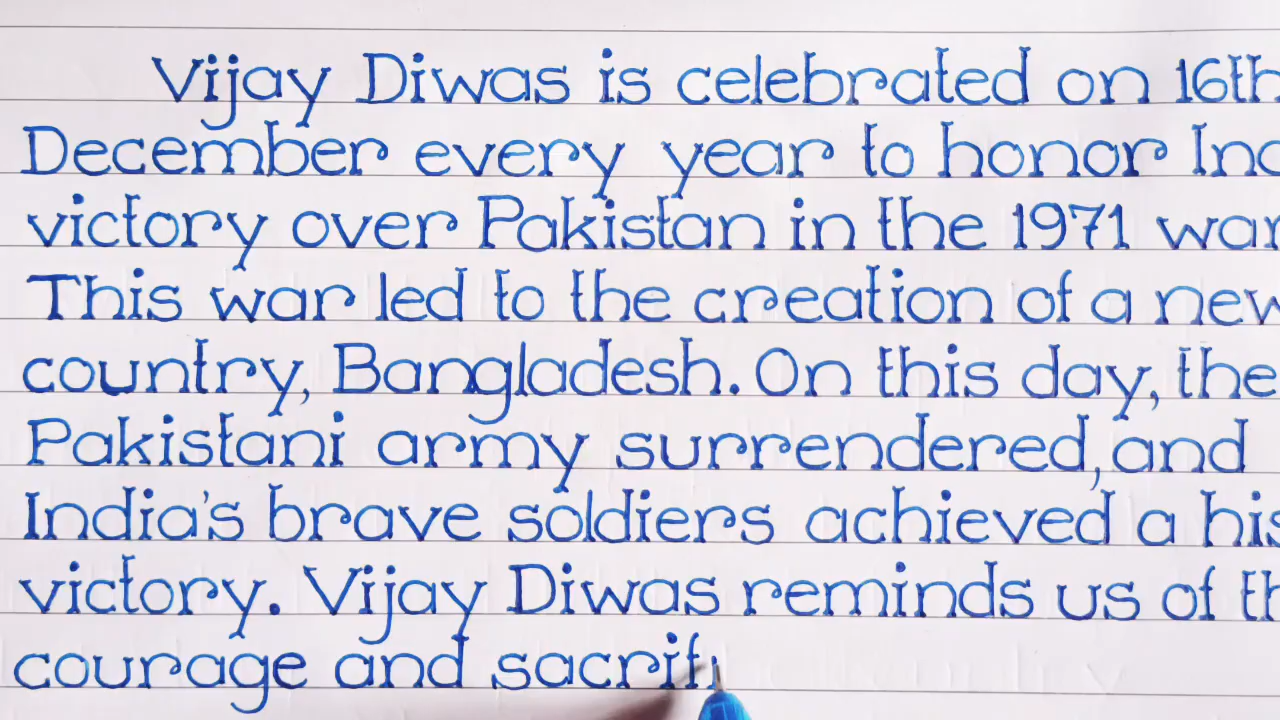 Vijay Diwas is celebrated on 16th
December every year to honor
victory over Pakistan in the 1971 war
This war led to the creation of a new
country, Bangladesh. On this day, the
Pakistani army surrendered, and
India's brave soldiers achieved a
victory. Vijay Diwas reminds us of
courage and